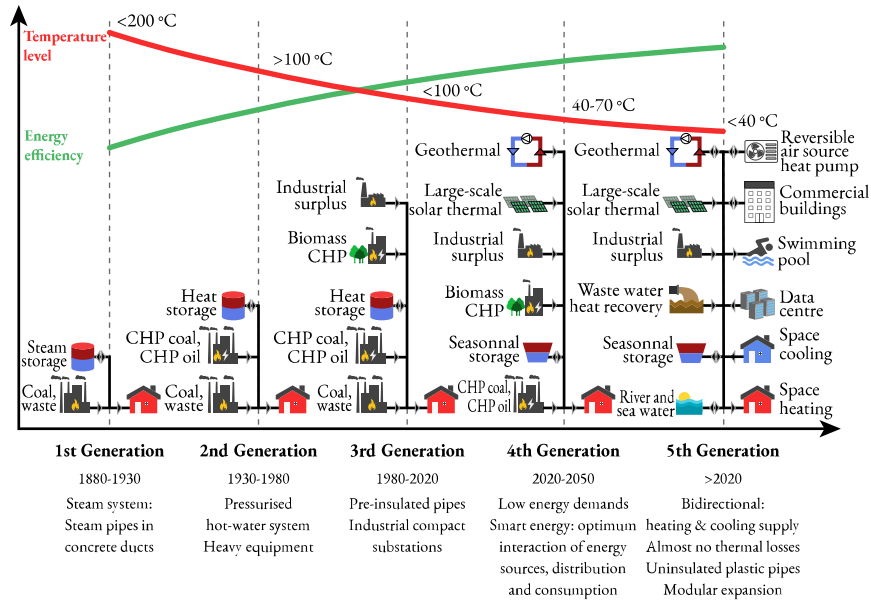 <200 °C
Temperature
level
>100 °C
<100 °C
40-70 °C
<40 °C
Energy
efficiency
Geothermal
Geothermal
Reversible
air source
heat pump
Industrial
surplus
Large-scale
solar thermal
Large-scale
solar thermal
Commercial
buildings
Biomass
CHP
Industrial
surplus
Industrial
surplus
Swimming
pool
Heat
storage
Heat
storage
Biomass
CHP
Waste water
heat recovery
Data
centre
Steam
storage
CHP coal,
CHP oil
CHP coal,
CHP oil
Seasonnal
storage
Seasonnal
storage
Space
cooling
Coal,
waste
Coal,
waste
Coal,
waste
CHP coal,
CHP oil
River and
sea water
Space
heating
1st Generation
1880-1930
Steam system:
Steam pipes in
concrete ducts
2nd Generation
1930-1980
Pressurised
hot-water system
Heavy equipment
3rd Generation
1980-2020
Pre-insulated pipes
Industrial compact
substations
4th Generation
2020-2050
Low energy demands
Smart energy: optimum
interaction of energy
sources, distribution
and consumption
5th Generation
>2020
Bidirectional:
heating & cooling supply
Almost no thermal losses
Uninsulated plastic pipes
Modular expansion